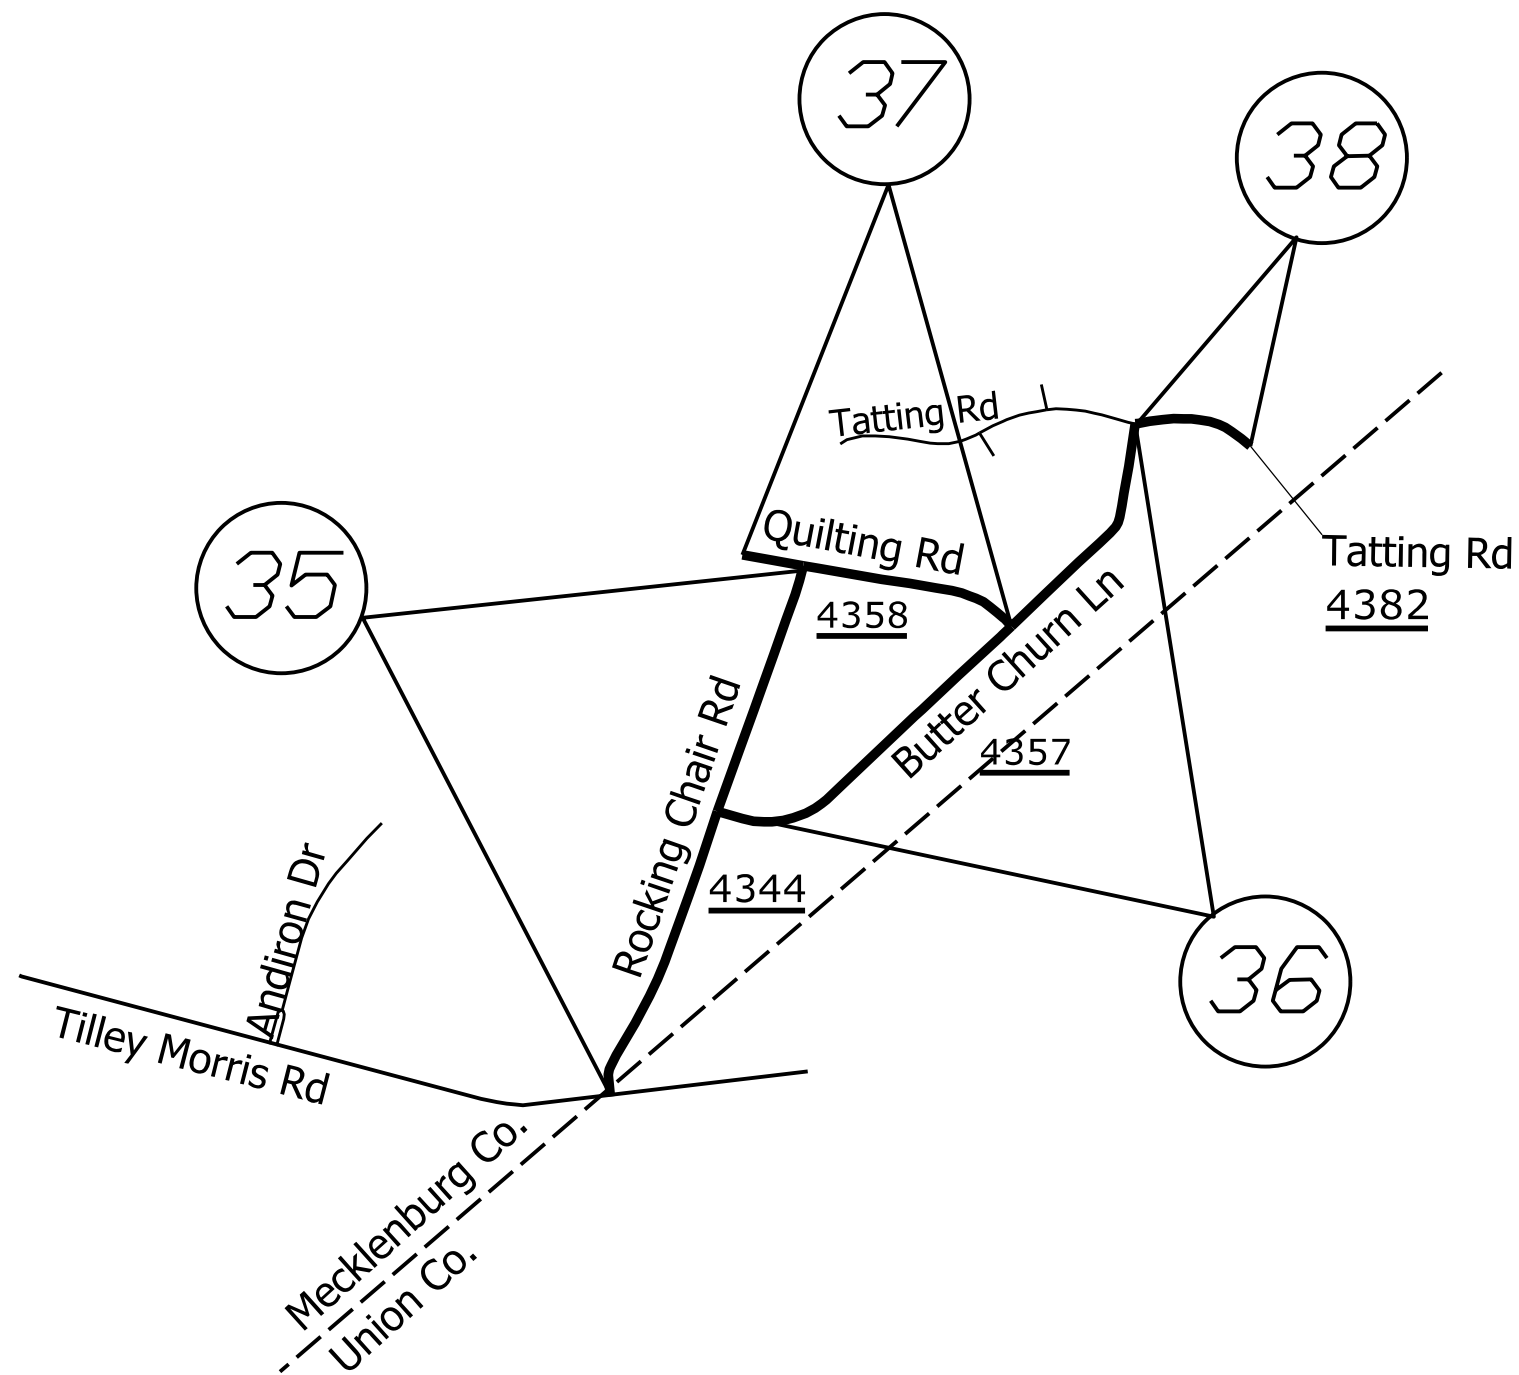 37
38
Tatting Rd
Quilting Rd
Tatting Rd
4382
35
4358
Butter Churn Ln
4357
Rocking Chair Rd
4344
Andiron Dr
36
Tilley Morris Rd
Mecklenburg Co.
Union Co.